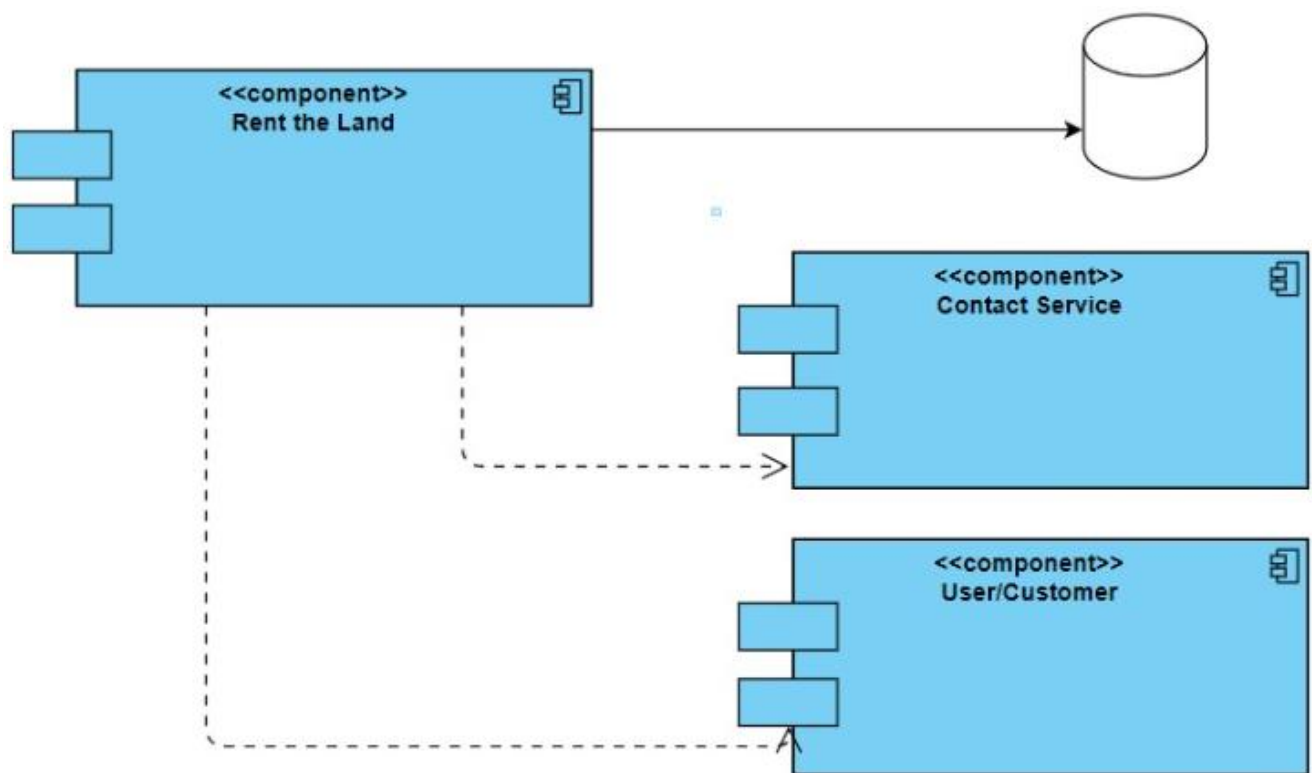 <<component>>
Rent the Land
<<component>>
Contact Service
<<component>>
User/Customer